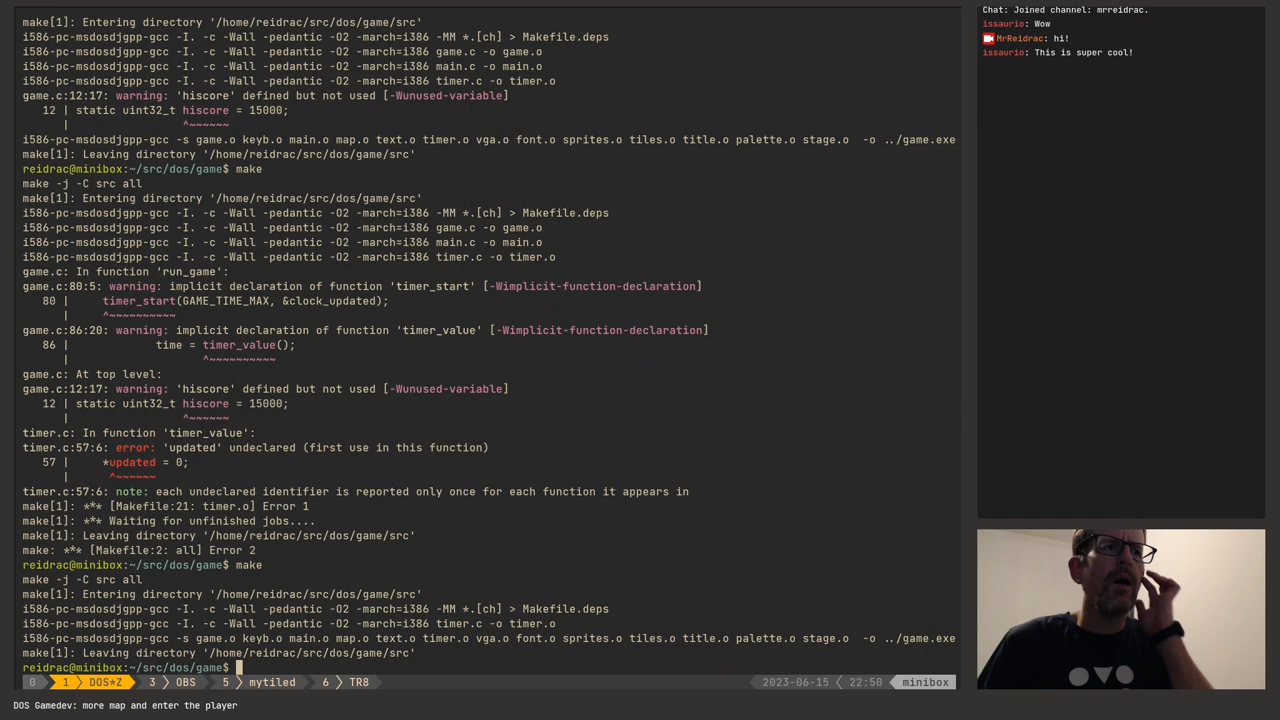 make[1]: Entering directory '/home/reidrac/src/dos/game/src'
i586-pc-msdosdjgpp-gcc -I. -c -Wall -pedantic -O2 -march=i386 -MM *.[ch] > Makefile.deps
i586-pc-msdosdjgpp-gcc -I. -c -Wall -pedantic -O2 -march=i386 game.c -o game.o
i586-pc-msdosdjgpp-gcc -I. -c -Wall -pedantic -O2 -march=i386 main.c -o main.o
i586-pc-msdosdjgpp-gcc -I. -c -Wall -pedantic -O2 -march=i386 timer.c -o timer.o
game.c:12:17: warning: 'hiscore' defined but not used [-Wunused-variable]
   12 | static uint32_t hiscore = 15000;
      |                 ^~~~~~~
i586-pc-msdosdjgpp-gcc -s game.o keyb.o main.o map.o text.o timer.o vga.o font.o sprites.o tiles.o title.o palette.o stage.o  -o ../game.exe
make[1]: Leaving directory '/home/reidrac/src/dos/game/src'
reidrac@minibox:~/src/dos/game$ make
make -j -C src all
make[1]: Entering directory '/home/reidrac/src/dos/game/src'
i586-pc-msdosdjgpp-gcc -I. -c -Wall -pedantic -O2 -march=i386 -MM *.[ch] > Makefile.deps
i586-pc-msdosdjgpp-gcc -I. -c -Wall -pedantic -O2 -march=i386 game.c -o game.o
i586-pc-msdosdjgpp-gcc -I. -c -Wall -pedantic -O2 -march=i386 main.c -o main.o
i586-pc-msdosdjgpp-gcc -I. -c -Wall -pedantic -O2 -march=i386 timer.c -o timer.o
game.c: In function 'run_game':
game.c:80:5: warning: implicit declaration of function 'timer_start' [-Wimplicit-function-declaration]
   80 |     timer_start(GAME_TIME_MAX, &clock_updated);
      |     ^~~~~~~~~~~
game.c:86:20: warning: implicit declaration of function 'timer_value' [-Wimplicit-function-declaration]
   86 |             time = timer_value();
      |                    ^~~~~~~~~~~
game.c: At top level:
game.c:12:17: warning: 'hiscore' defined but not used [-Wunused-variable]
   12 | static uint32_t hiscore = 15000;
      |                 ^~~~~~~
timer.c: In function 'timer_value':
timer.c:57:6: error: 'updated' undeclared (first use in this function)
   57 |     *updated = 0;
      |      ^~~~~~~
timer.c:57:6: note: each undeclared identifier is reported only once for each function it appears in
make[1]: *** [Makefile:21: timer.o] Error 1
make[1]: *** Waiting for unfinished jobs....
make[1]: Leaving directory '/home/reidrac/src/dos/game/src'
make: *** [Makefile:2: all] Error 2
reidrac@minibox:~/src/dos/game$ make
make -j -C src all
make[1]: Entering directory '/home/reidrac/src/dos/game/src'
i586-pc-msdosdjgpp-gcc -I. -c -Wall -pedantic -O2 -march=i386 -MM *.[ch] > Makefile.deps
i586-pc-msdosdjgpp-gcc -I. -c -Wall -pedantic -O2 -march=i386 timer.c -o timer.o
i586-pc-msdosdjgpp-gcc -s game.o keyb.o main.o map.o text.o timer.o vga.o font.o sprites.o tiles.o title.o palette.o stage.o  -o ../game.exe
make[1]: Leaving directory '/home/reidrac/src/dos/game/src'
reidrac@minibox:~/src/dos/game$
0 1 DOS*Z 3 OBS 5 mytiled 6 TR8 2023-06-15 22:50 minibox
DOS Gamedev: more map and enter the player
Chat: Joined channel: mrreidrac.
issaurio: Wow
MrReidrac: hi!
issaurio: This is super cool!